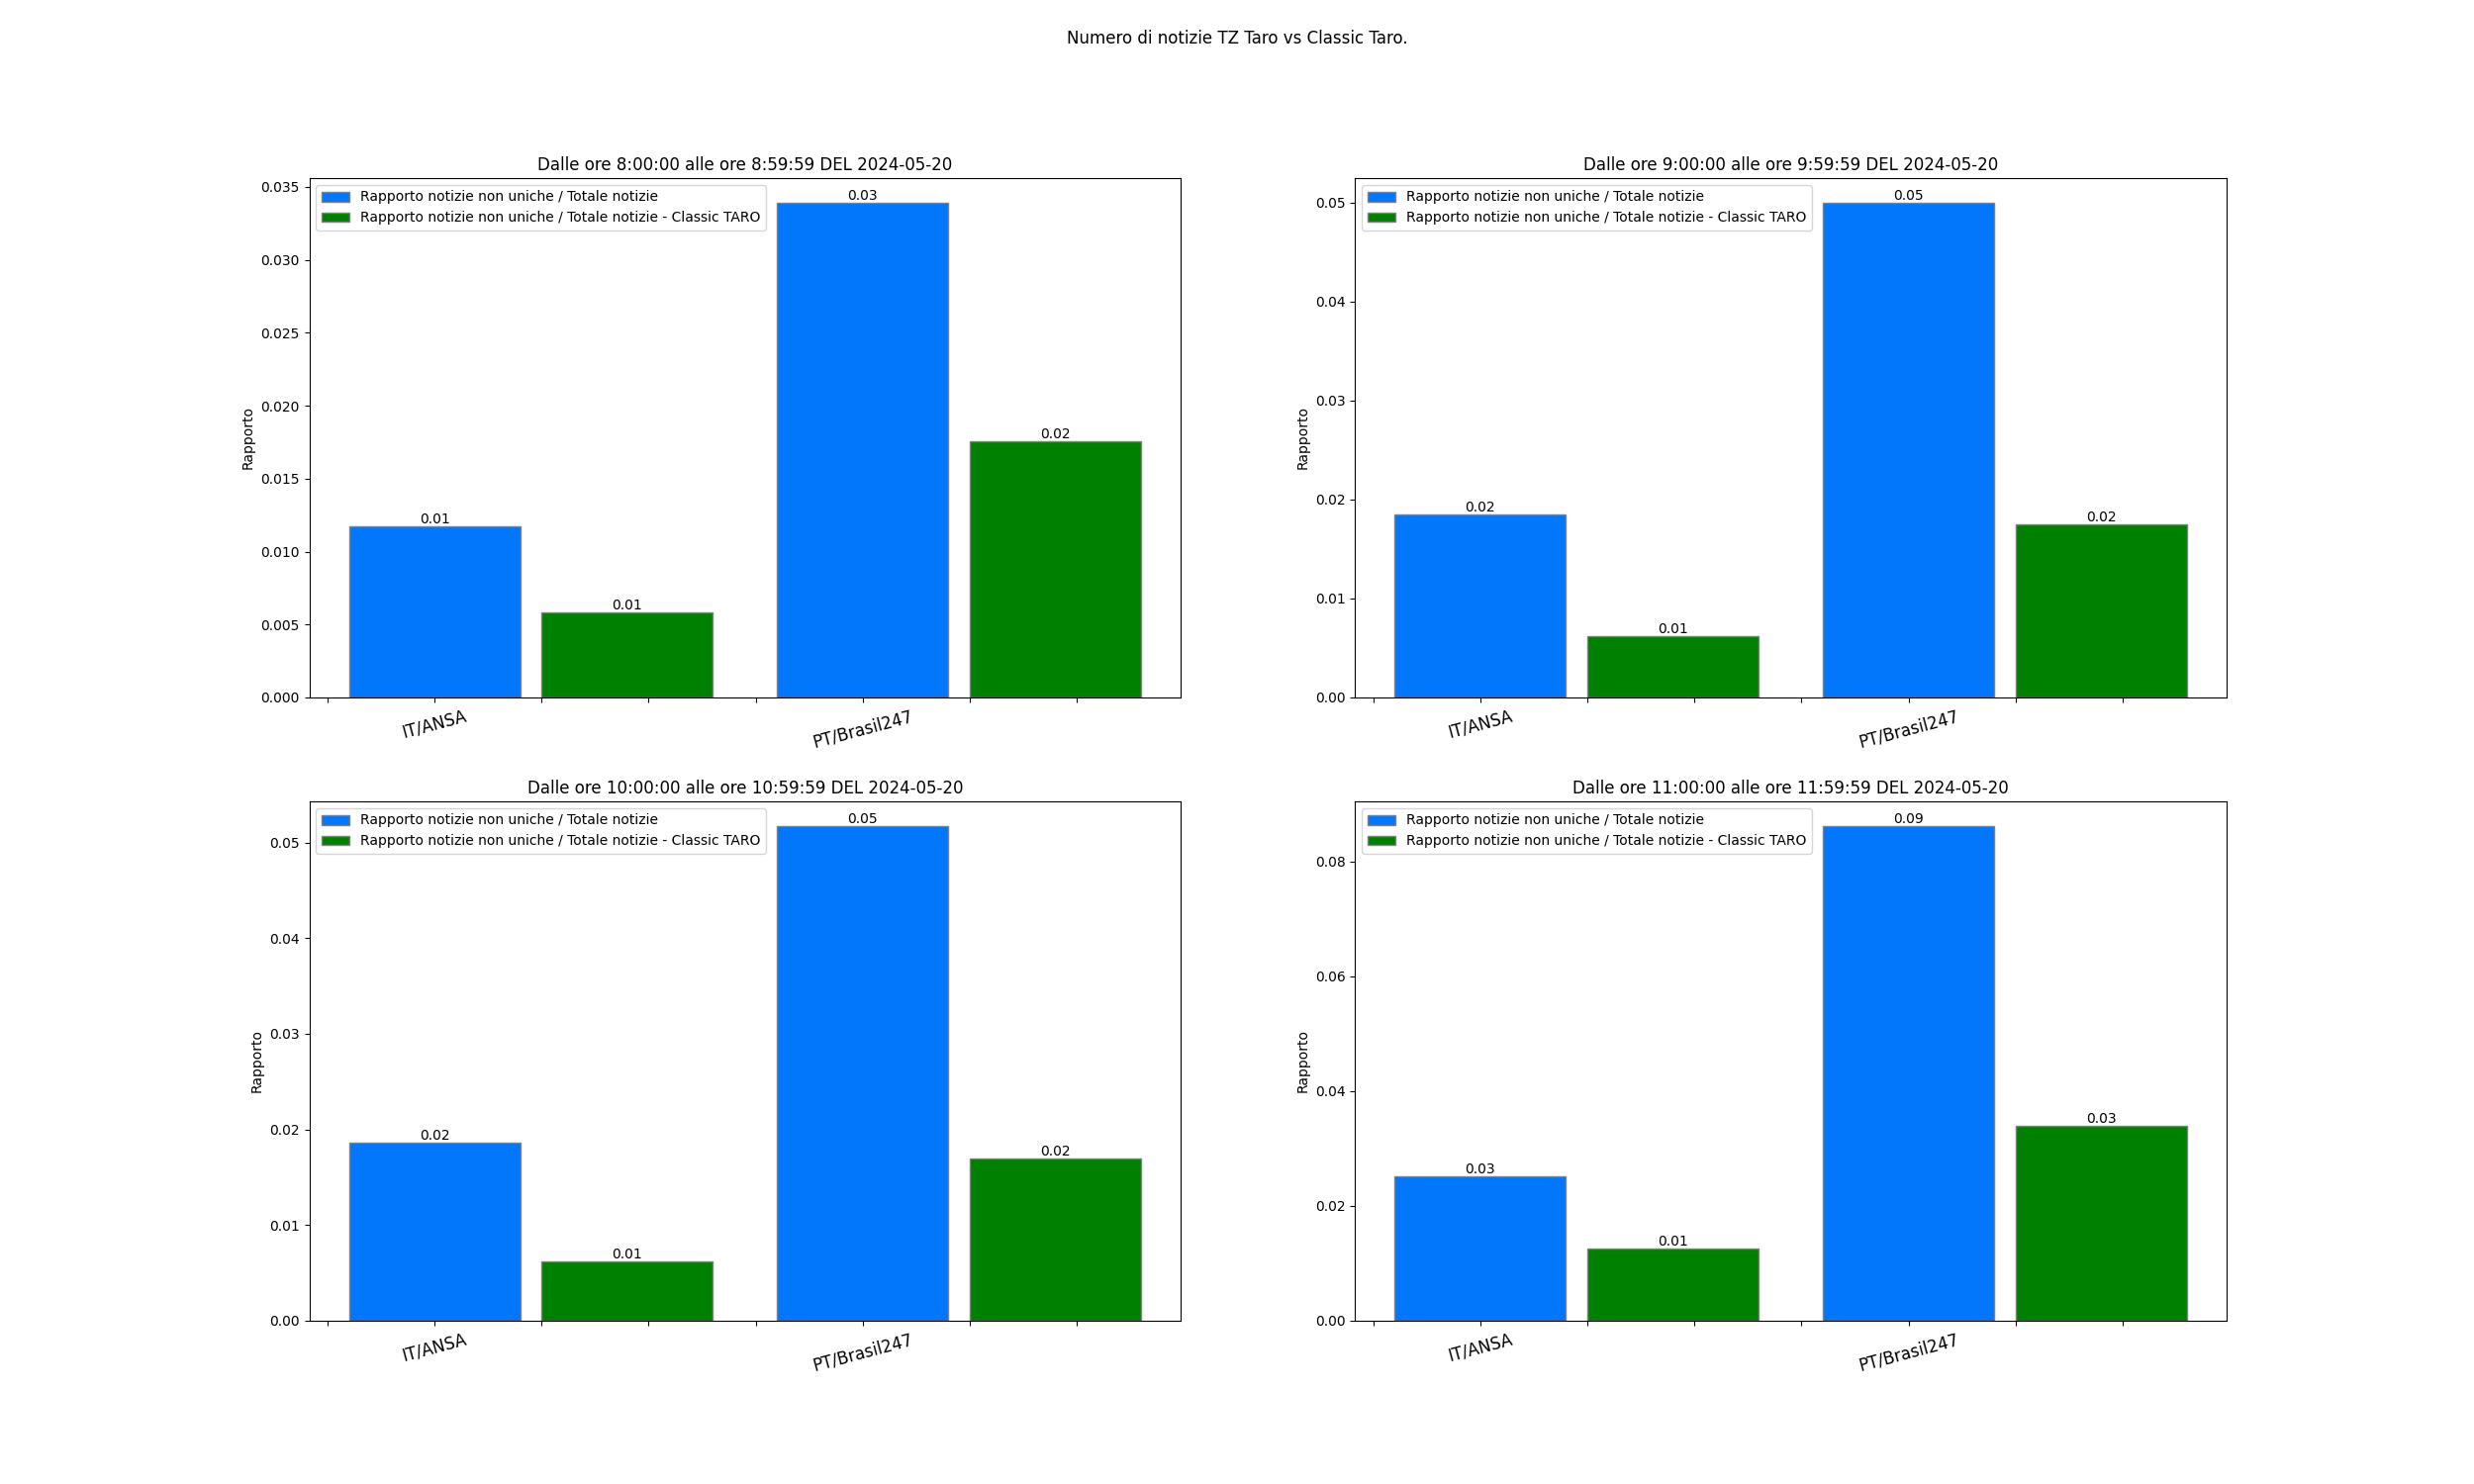 Numero di notizie TZ Taro vs Classic Taro.
Dalle ore 8:00:00 alle ore 8:59:59 DEL 2024-05-20
Rapporto notizie non uniche / Totale notizie
Rapporto notizie non uniche / Totale notizie - Classic TARO
0.035
0.030
0.025
0.020
0.015
0.010
0.005
0.000
Rapporto
0.01
0.01
0.03
0.02
IT/ANSA
PT/Brasil247
Dalle ore 9:00:00 alle ore 9:59:59 DEL 2024-05-20
Rapporto notizie non uniche / Totale notizie
Rapporto notizie non uniche / Totale notizie - Classic TARO
0.05
0.04
0.03
0.02
0.01
0.00
Rapporto
0.02
0.01
0.05
0.02
IT/ANSA
PT/Brasil247
Dalle ore 10:00:00 alle ore 10:59:59 DEL 2024-05-20
Rapporto notizie non uniche / Totale notizie
Rapporto notizie non uniche / Totale notizie - Classic TARO
0.05
0.04
0.03
0.02
0.01
0.00
Rapporto
0.02
0.01
0.05
0.02
IT/ANSA
PT/Brasil247
Dalle ore 11:00:00 alle ore 11:59:59 DEL 2024-05-20
Rapporto notizie non uniche / Totale notizie
Rapporto notizie non uniche / Totale notizie - Classic TARO
0.08
0.06
0.04
0.02
0.00
Rapporto
0.03
0.01
0.09
0.03
IT/ANSA
PT/Brasil247